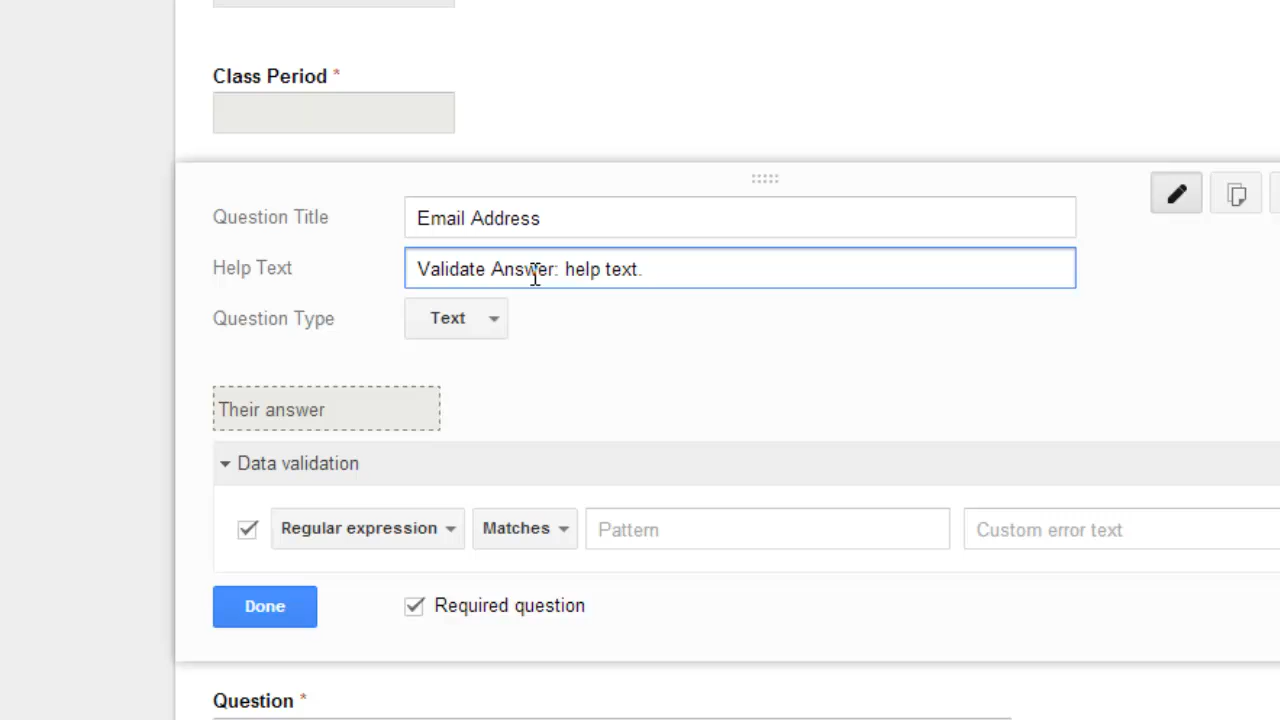 Class Period *
Question Title
Email Address
Help Text
Validate Answer: help text.
Question Type
Text
Their answer
Data validation
Regular expression
Matches
Pattern
Custom error text
Done
Required question
Question *